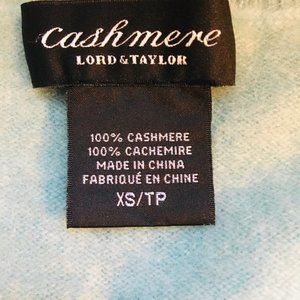 cashmere
LORD & TAYLOR
100% CASHMERE
100% CACHEMIRE
MADE IN CHINA
FABRIQUÉ EN CHINE
XS/TP